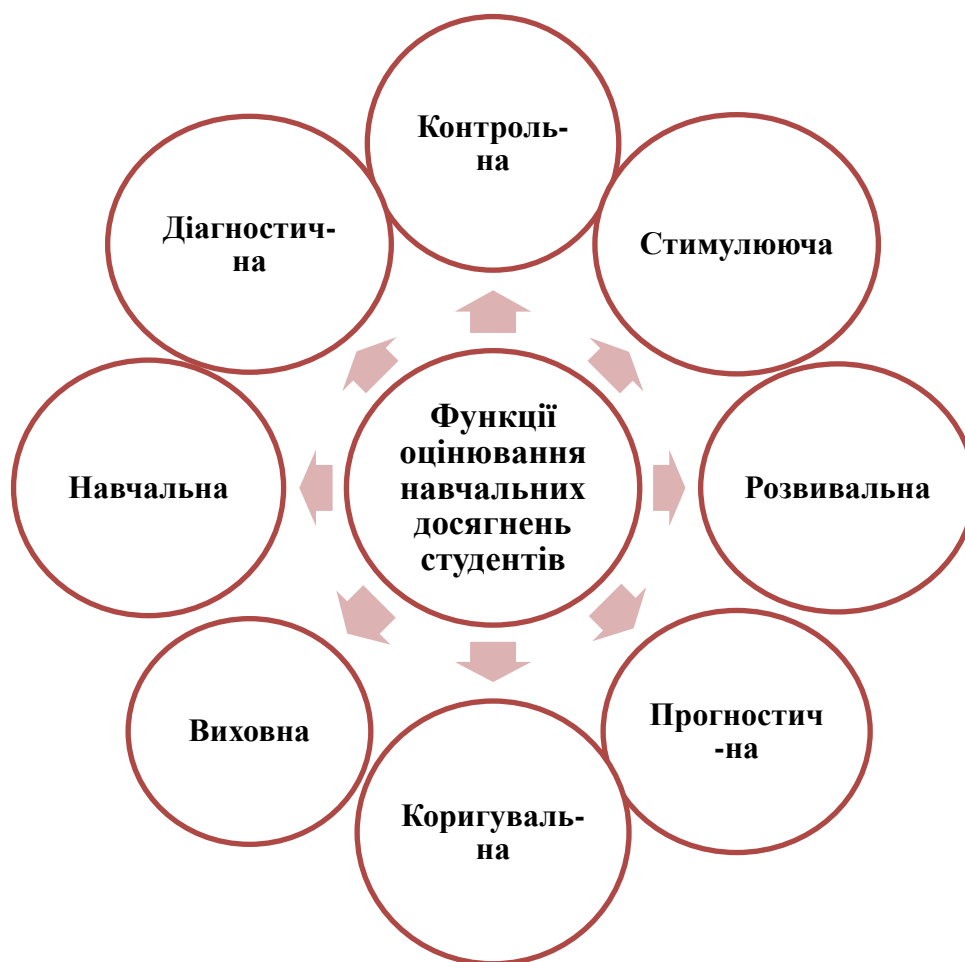 Контроль-
на
Діагностич-
на
Стимулююча
Функції
оцінювання
навчальних
досягнень
студентів
Навчальна
Розвивальна
Виховна
Прогностич
-на
Коригуваль-
на